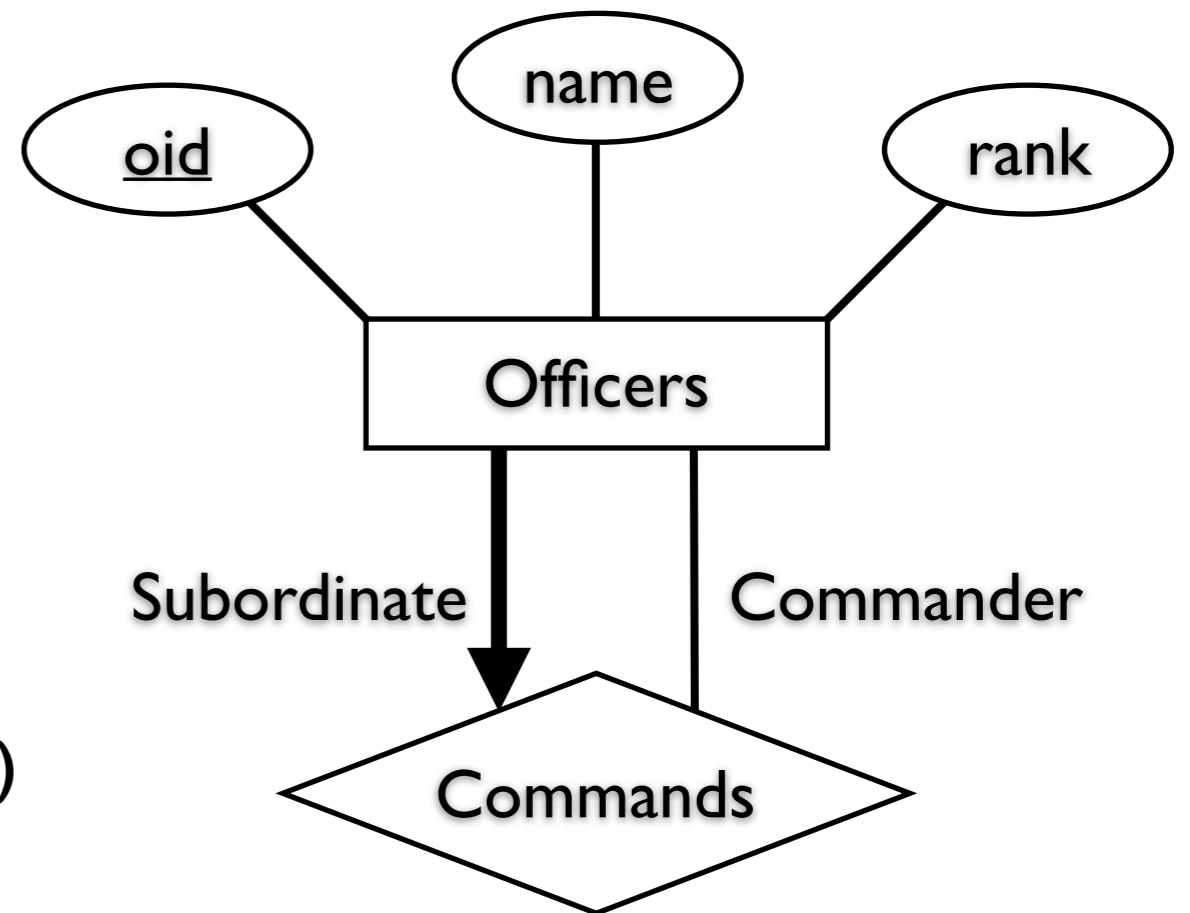 name
oid
rank
Officers
Subordinate
Commander
)
Commands